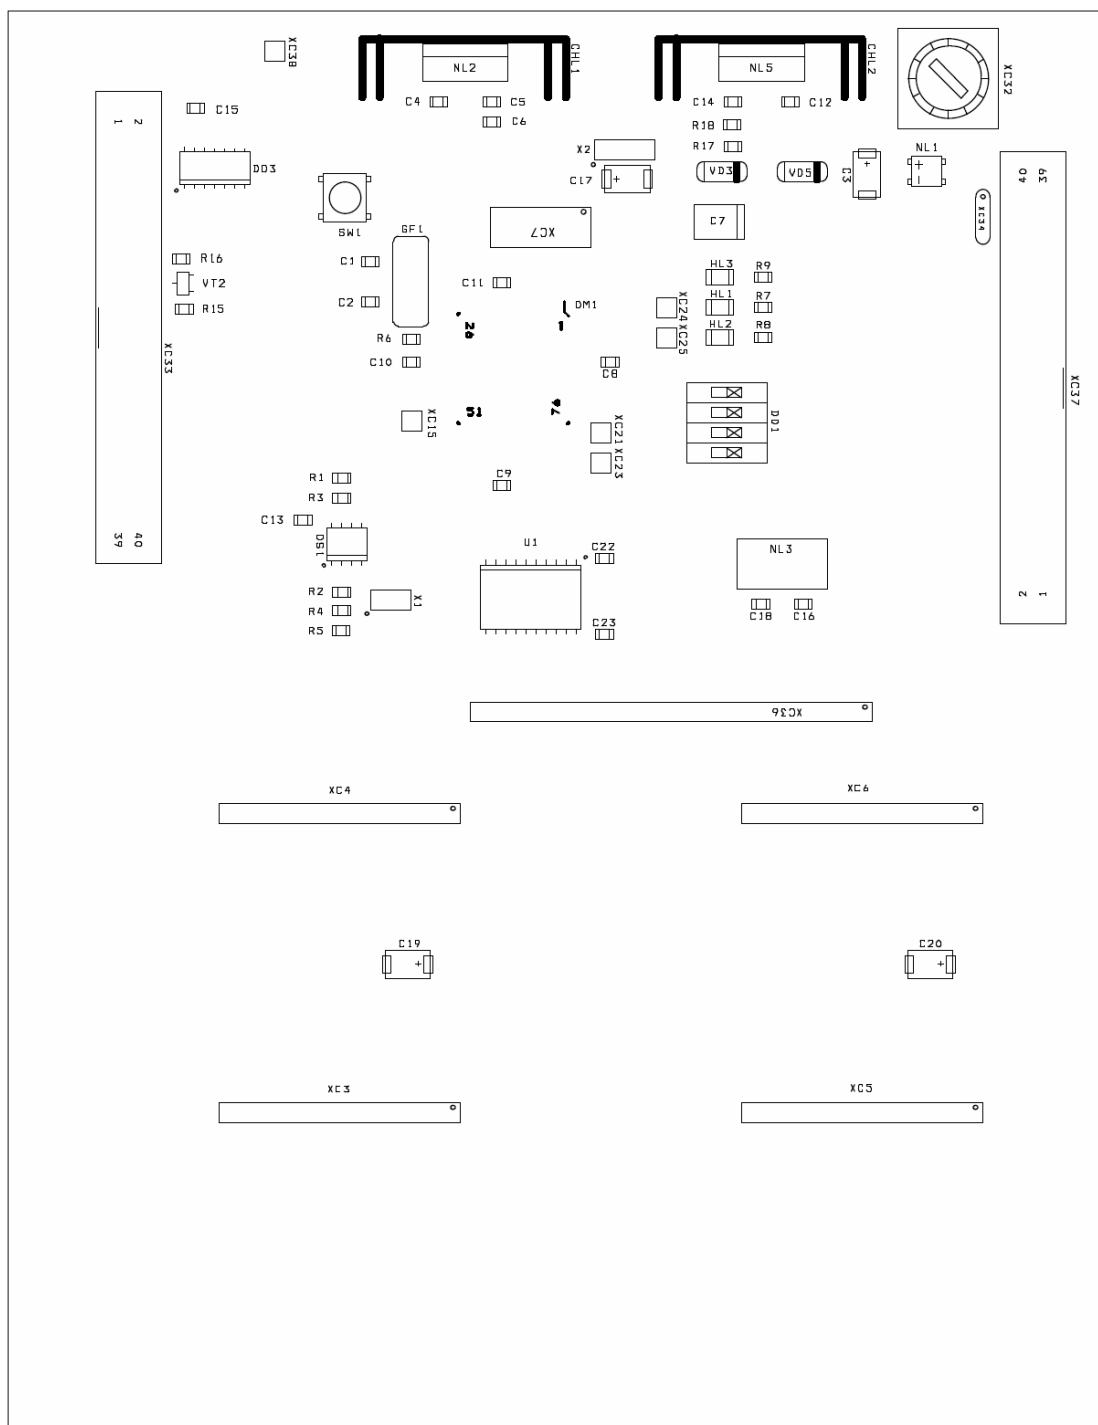 XC38
CHL1
CHL2
NL2
NL5
XC32
C4
C5
C14
C12
C15
C6
R18
1
2
R17
X2
NL1
DD3
C17
VD3
VD5
C3
40
39
C7
XC34
SW1
GF1
XC7
R16
C1
HL3
R9
VT2
C11
R15
C2
DM1
XC24
HL1
R7
26
1
HL2
R8
XC25
R6
XC33
C10
C8
XC37
51
76
XC15
XC21
DD1
XC23
R1
C9
R3
C13
39
40
DS1
U1
C22
NL3
R2
X1
2
1
R4
C18
C16
R5
C23
XC36
XC4
XC6
C19
C20
XC3
XC5